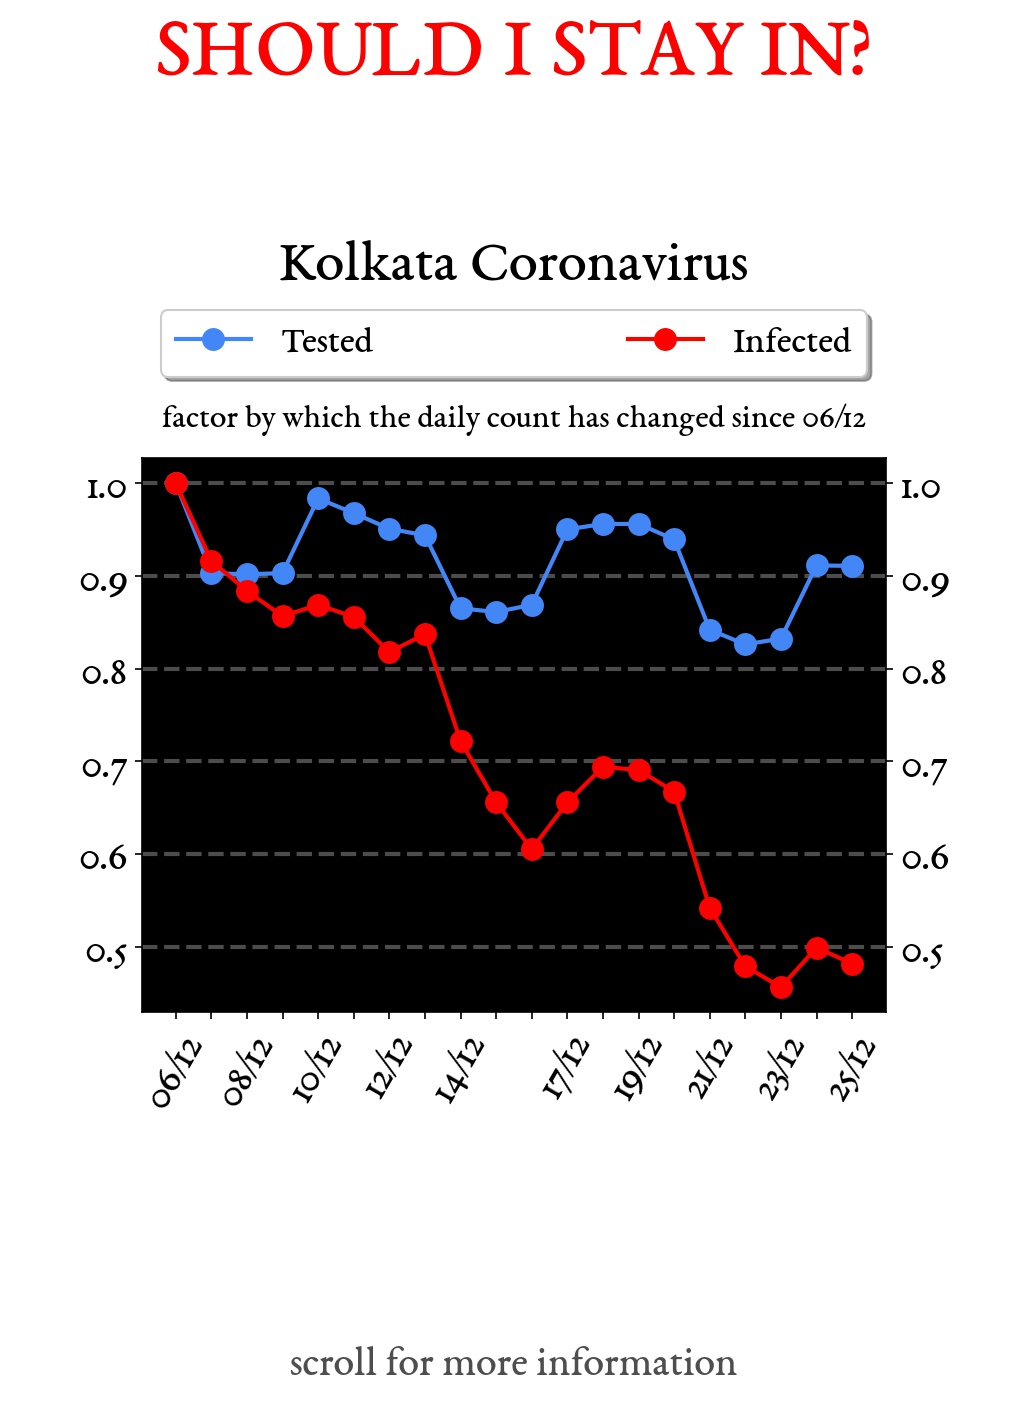 SHOULD I STAY IN?
Kolkata Coronavirus
Tested Infected
factor by which the daily count has changed since 06/12
1.0 1.0
0.9 0.9
0.8 0.8
0.7 0.7
0.6 0.6
0.5 0.5
06/12 08/12 10/12 12/12 14/12 17/12 19/12 21/12 23/12 25/12
scroll for more information